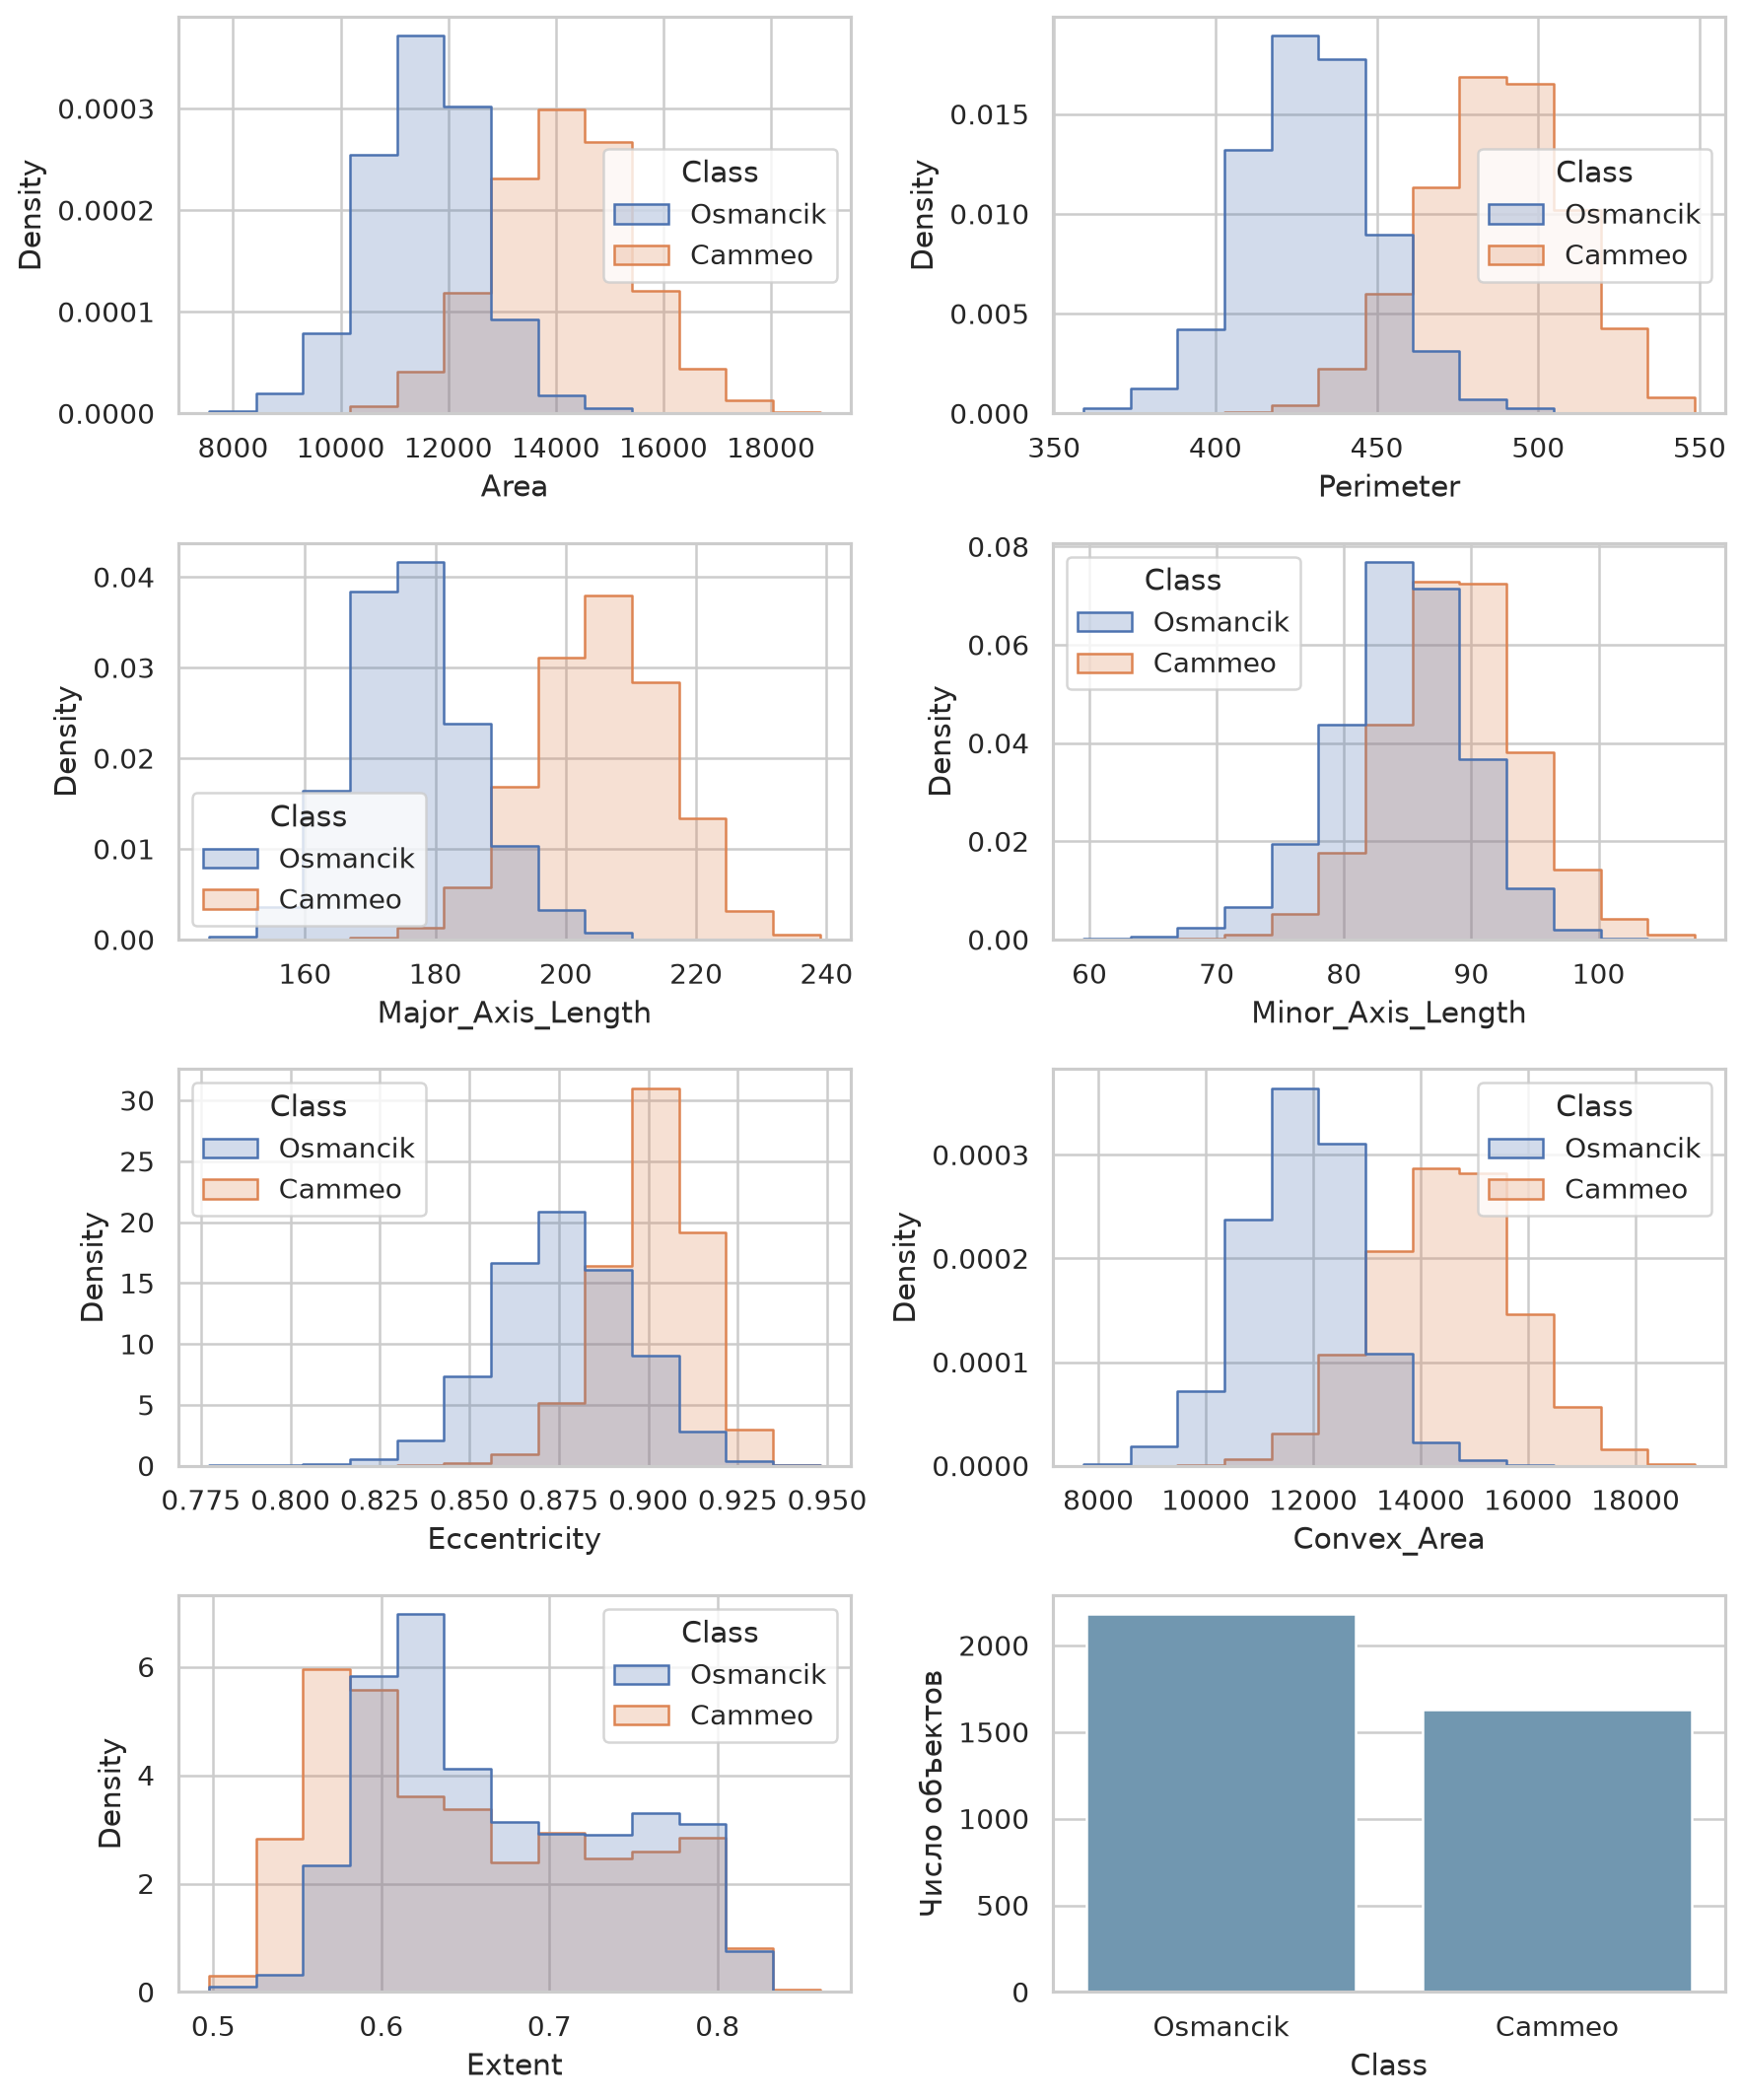 Density
0.0003
0.0002
0.0001
0.0000
Class
Osmancik
Cammeo
8000 10000 12000 14000 16000 18000
Area
Density
0.015
0.010
0.005
0.000
Class
Osmancik
Cammeo
350 400 450 500 550
Perimeter
Density
0.04
0.03
0.02
0.01
0.00
Class
Osmancik
Cammeo
160 180 200 220 240
Major_Axis_Length
Density
0.08
0.06
0.04
0.02
0.00
Class
Osmancik
Cammeo
60 70 80 90 100
Minor_Axis_Length
Density
30
25
20
15
10
5
0
Class
Osmancik
Cammeo
0.775 0.800 0.825 0.850 0.875 0.900 0.925 0.950
Eccentricity
Density
0.0003
0.0002
0.0001
0.0000
Class
Osmancik
Cammeo
8000 10000 12000 14000 16000 18000
Convex_Area
Density
6
4
2
0
Class
Osmancik
Cammeo
0.5 0.6 0.7 0.8
Extent
Число объектов
2000
1500
1000
500
0
Osmancik Cammeo
Class